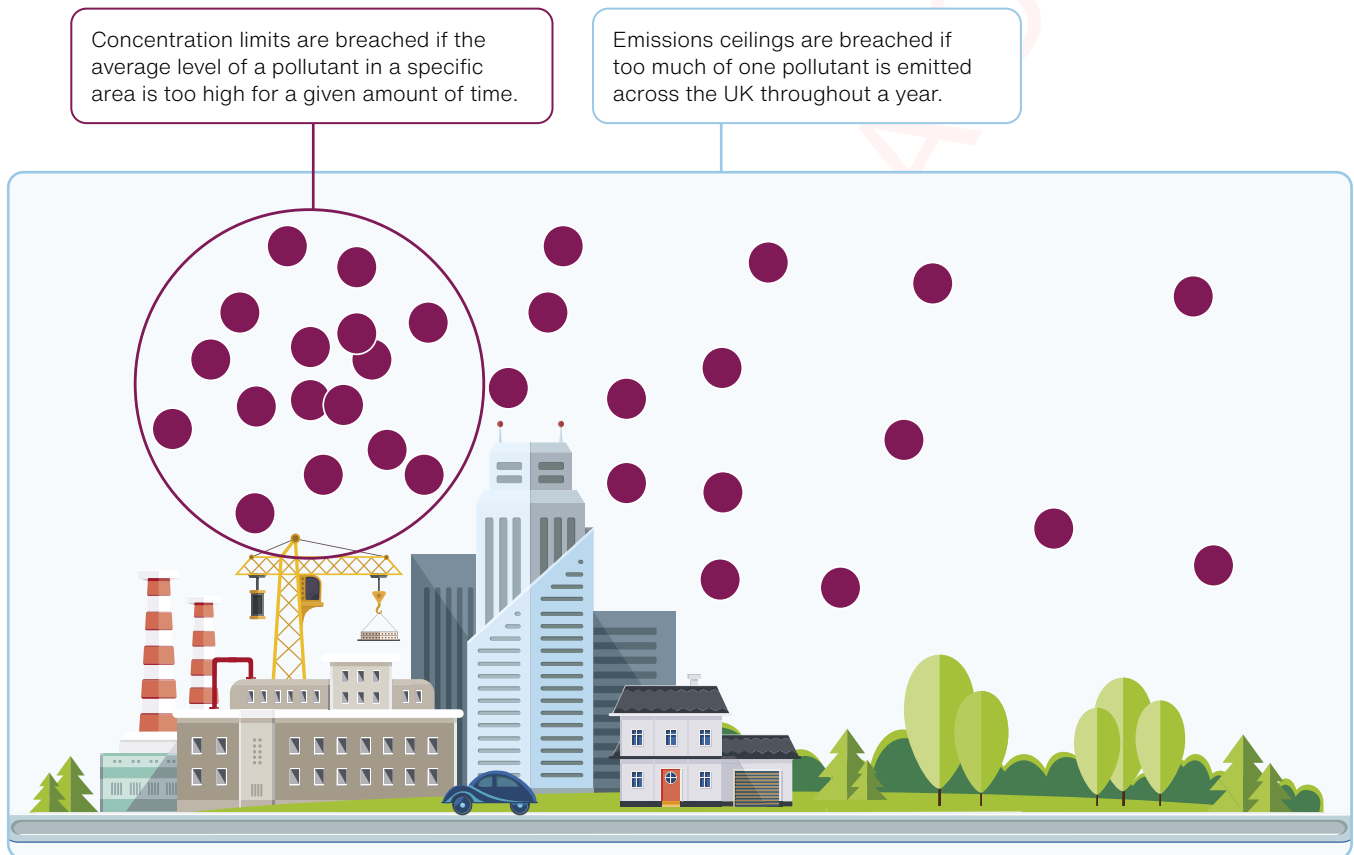 Concentration limits are breached if the
average level of a pollutant in a specific
area is too high for a given amount of time.
Emissions ceilings are breached if
too much of one pollutant is emitted
across the UK throughout a year.